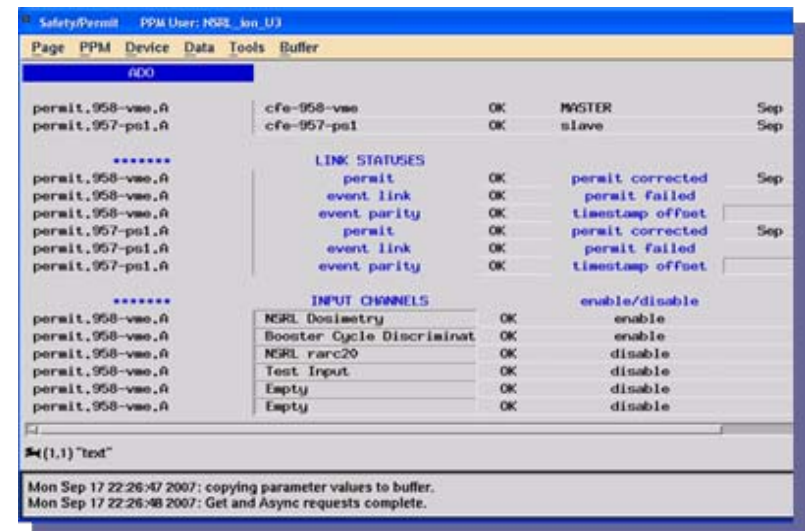 Safety/Permit PPM User: NSRL_ion_U3
Page PPM Device Data Tools Buffer
ADO
permit.958-vme.A cfe-958-vme OK MASTER Sep
permit.957-ps1.A cfe-957-ps1 OK slave Sep
******* LINK STATUSES
permit.958-vme.A permit OK permit corrected Sep
permit.958-vme.A event link OK permit failed
permit.958-vme.A event parity OK timestamp offset
permit.957-ps1.A permit OK permit corrected Sep
permit.957-ps1.A event link OK permit failed
permit.957-ps1.A event parity OK timestamp offset
******* INPUT CHANNELS enable/disable
permit.958-vme.A NSRL Dosimetry OK enable
permit.958-vme.A Booster Cycle Discriminat OK enable
permit.958-vme.A NSRL rarc20 OK disable
permit.958-vme.A Test Input OK disable
permit.958-vme.A Empty OK disable
permit.958-vme.A Empty OK disable
(1,1) "text"
Mon Sep 17 22:26:47 2007: copying parameter values to buffer.
Mon Sep 17 22:26:48 2007: Get and Async requests complete.